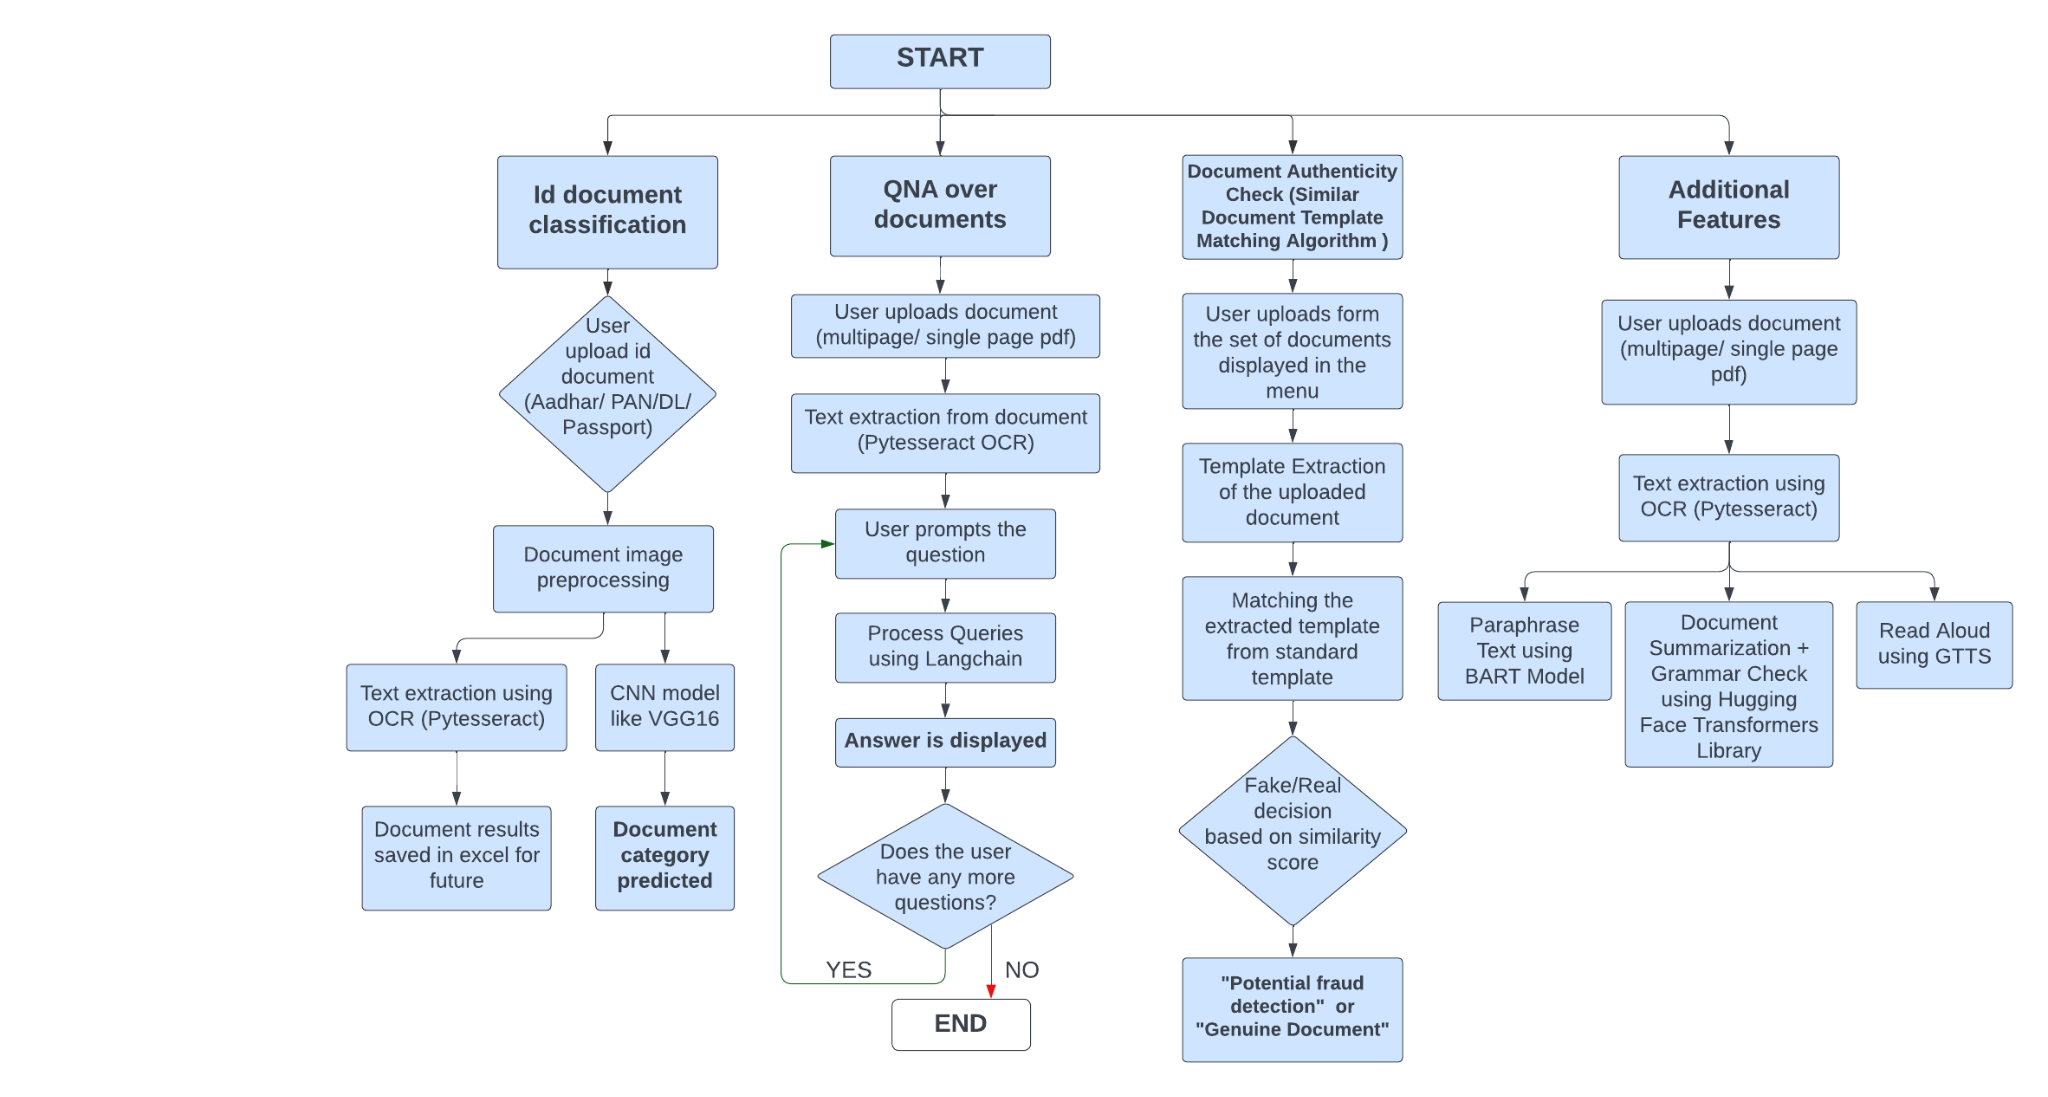 START
Id document
classification
User
upload id
document
(Aadhar/ PAN/DL/
Passport)
Document image
preprocessing
Text extraction using
OCR (Pytesseract)
CNN model
like VGG16
Document results
saved in excel for
future
Document
category
predicted
QNA over
documents
User uploads document
(multipage/ single page pdf)
Text extraction from document
(Pytesseract OCR)
User prompts the
question
Process Queries
using Langchain
Answer is displayed
Does the user
have any more
questions?
YES
NO
END
Document Authenticity
Check (Similar
Document Template
Matching Algorithm )
User uploads form
the set of documents
displayed in the
menu
Template Extraction
of the uploaded
document
Matching the
extracted template
from standard
template
Fake/Real
decision
based on similarity
score
"Potential fraud
detection"  or
"Genuine Document"
Additional
Features
User uploads document
(multipage/ single page
pdf)
Text extraction using
OCR (Pytesseract)
Paraphrase
Text using
BART Model
Document
Summarization +
Grammar Check
using Hugging
Face Transformers
Library
Read Aloud
using GTTS